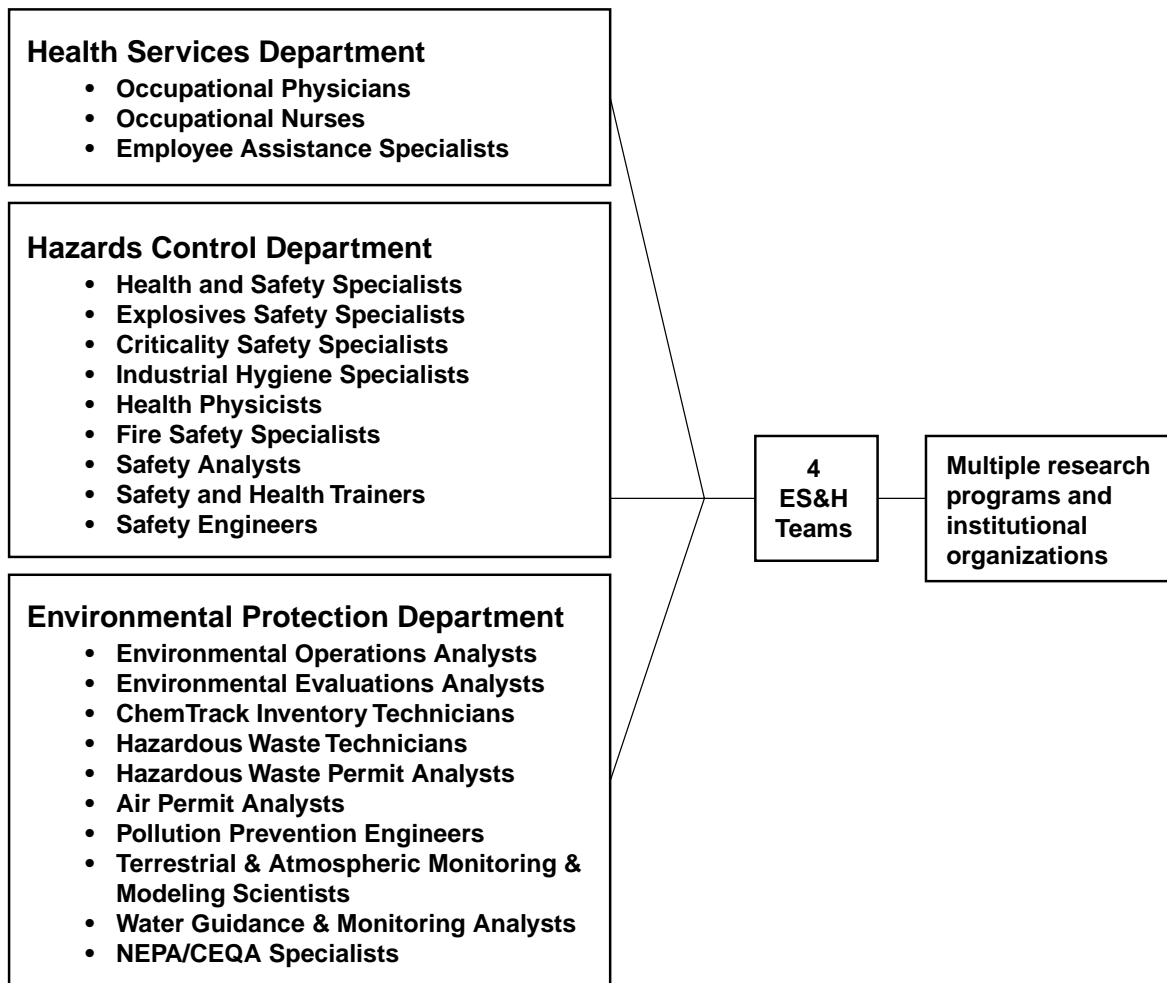 Health Services Department
• Occupational Physicians
• Occupational Nurses
• Employee Assistance Specialists
Hazards Control Department
• Health and Safety Specialists
• Explosives Safety Specialists
• Criticality Safety Specialists
• Industrial Hygiene Specialists
• Health Physicists
• Fire Safety Specialists
• Safety Analysts
• Safety and Health Trainers
• Safety Engineers
Environmental Protection Department
• Environmental Operations Analysts
• Environmental Evaluations Analysts
• ChemTrack Inventory Technicians
• Hazardous Waste Technicians
• Hazardous Waste Permit Analysts
• Air Permit Analysts
• Pollution Prevention Engineers
• Terrestrial & Atmospheric Monitoring &
Modeling Scientists
• Water Guidance & Monitoring Analysts
• NEPA/CEQA Specialists
4
ES&H
Teams
Multiple research
programs and
institutional
organizations